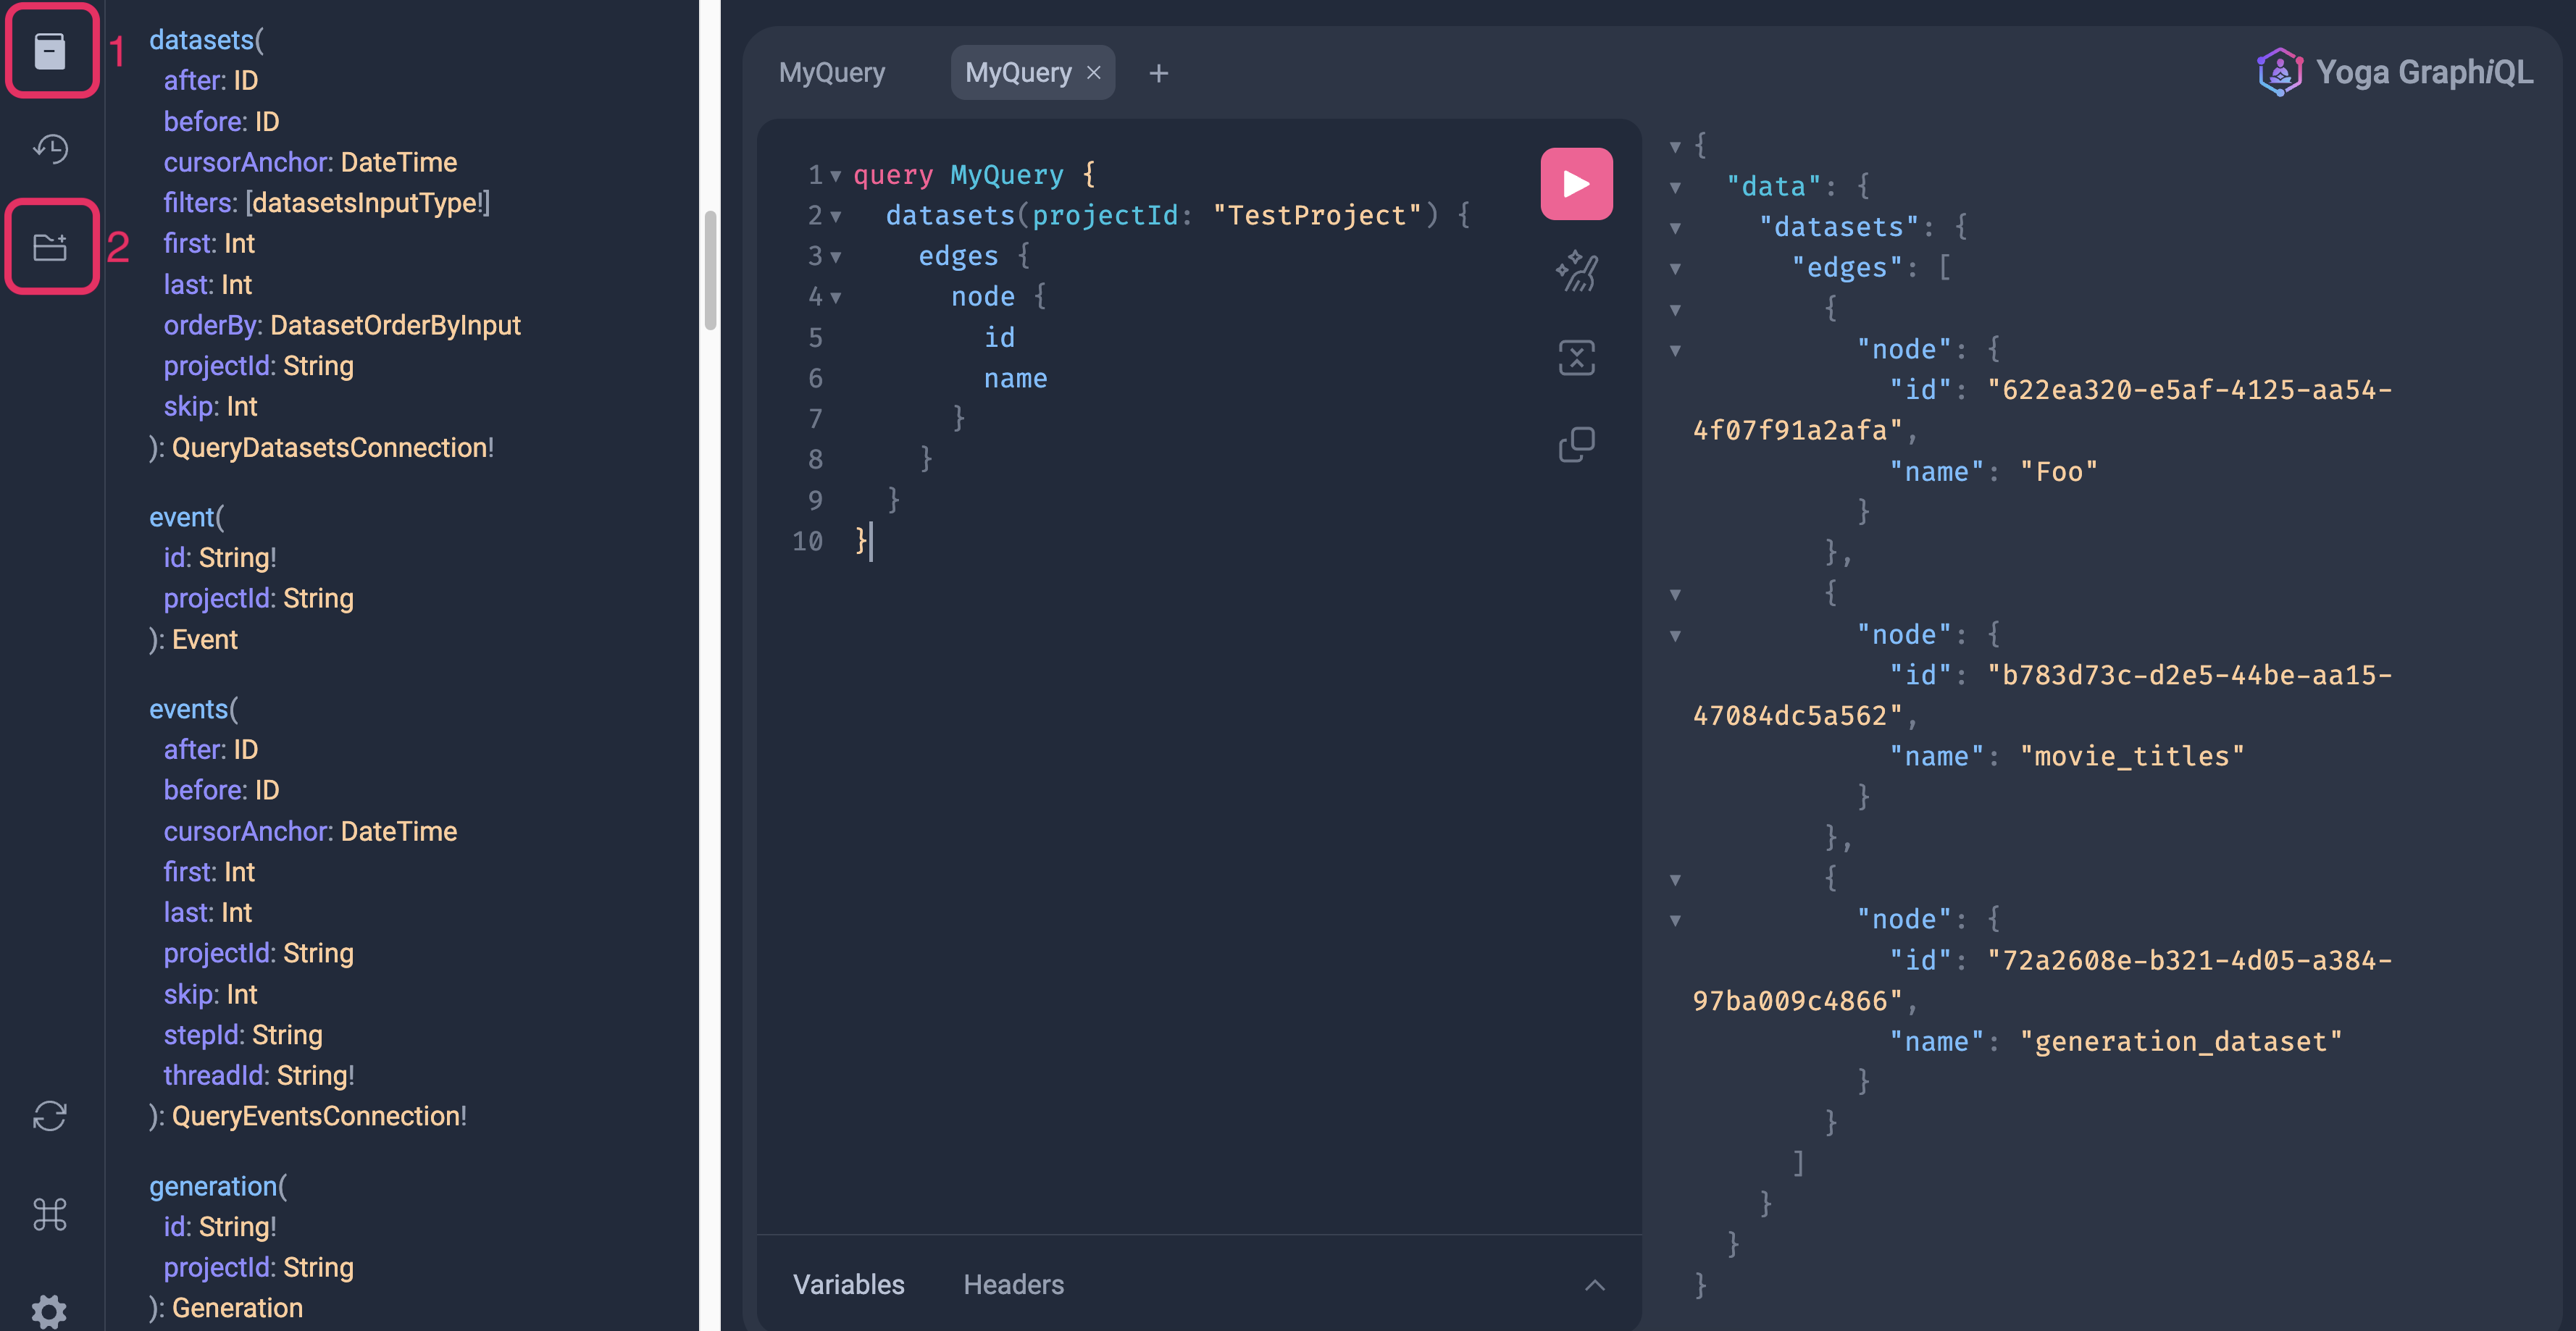 1
2
datasets(
after: ID
before: ID
cursorAnchor: DateTime
filters: [datasetsInputType!]
first: Int
last: Int
orderBy: DatasetOrderByInput
projectId: String
skip: Int
): QueryDatasetsConnection!
event(
id: String!
projectId: String
): Event
events(
after: ID
before: ID
cursorAnchor: DateTime
first: Int
last: Int
projectId: String
skip: Int
stepId: String
threadId: String!
): QueryEventsConnection!
generation(
id: String!
projectId: String
): Generation
MyQuery
MyQuery × +
Yoga GraphiQL
1 query MyQuery {
2 datasets(projectId: "TestProject") {
3 edges {
4 node {
5 id
6 name
7 }
8 }
9 }
10 }
Variables Headers
{
"data": {
"datasets": {
"edges": [
{
"node": {
"id": "622ea320-e5af-4125-aa54-
4f07f91a2afa",
"name": "Foo"
}
},
{
"node": {
"id": "b783d73c-d2e5-44be-aa15-
47084dc5a562",
"name": "movie_titles"
}
},
{
"node": {
"id": "72a2608e-b321-4d05-a384-
97ba009c4866",
"name": "generation_dataset"
}
}
]
}
}
}